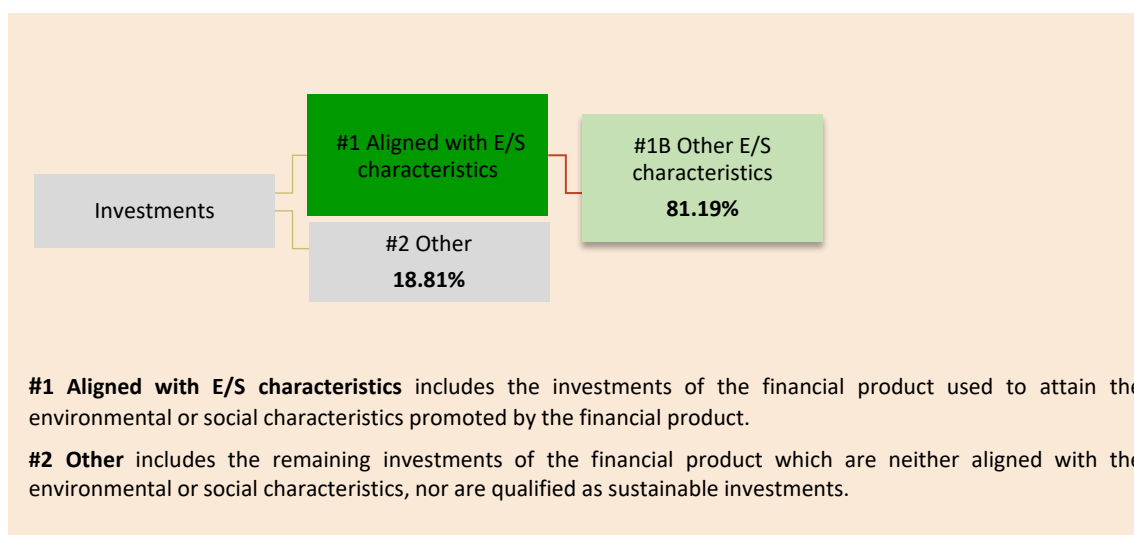 #1 Aligned with E/S
characteristics
#1B Other E/S
characteristics
81.19%
Investments
#2 Other
18.81%
#1 Aligned with E/S characteristics includes the investments of the financial product used to attain the
environmental or social characteristics promoted by the financial product.
#2 Other includes the remaining investments of the financial product which are neither aligned with the
environmental or social characteristics, nor are qualified as sustainable investments.